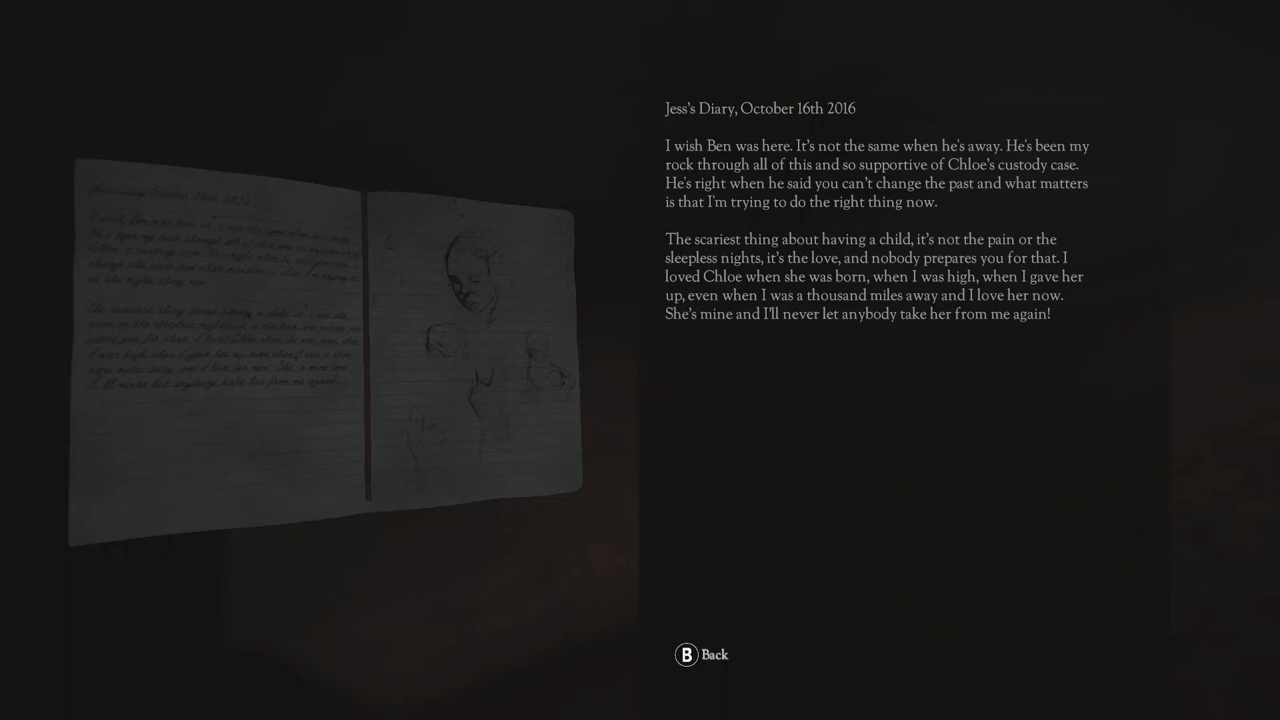 Jess's Diary, October 16th 2016
I wish Ben was here. It's not the same when he's away. He's been my
rock through all of this and so supportive of Chloe's custody case.
He's right when he said you can't change the past and what matters
is that I'm trying to do the right thing now.
The scariest thing about having a child, it's not the pain or the
sleepless nights, it's the love, and nobody prepares you for that. I
loved Chloe when she was born, when I was high, when I gave her
up, even when I was a thousand miles away and I love her now.
She's mine and I'll never let anybody take her from me again!
B Back